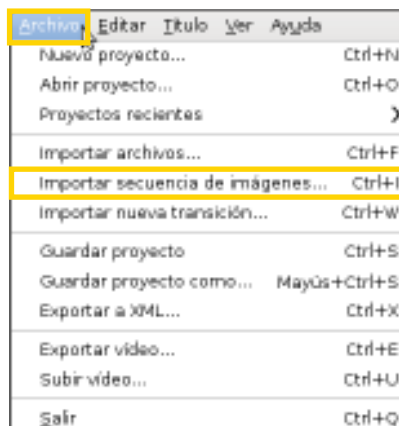 Archivo Editar Título Ver Ayuda
Nuevo proyecto... Ctrl+N
Abrir proyecto... Ctrl+O
Proyectos recientes
Importar archivos... Ctrl+F
Importar secuencia de imágenes... Ctrl+I
Importar nueva transición... Ctrl+W
Guardar proyecto Ctrl+S
Guardar proyecto como... Mayús+Ctrl+S
Exportar a XML... Ctrl+X
Exportar vídeo... Ctrl+E
Subir vídeo... Ctrl+U
Salir Ctrl+Q